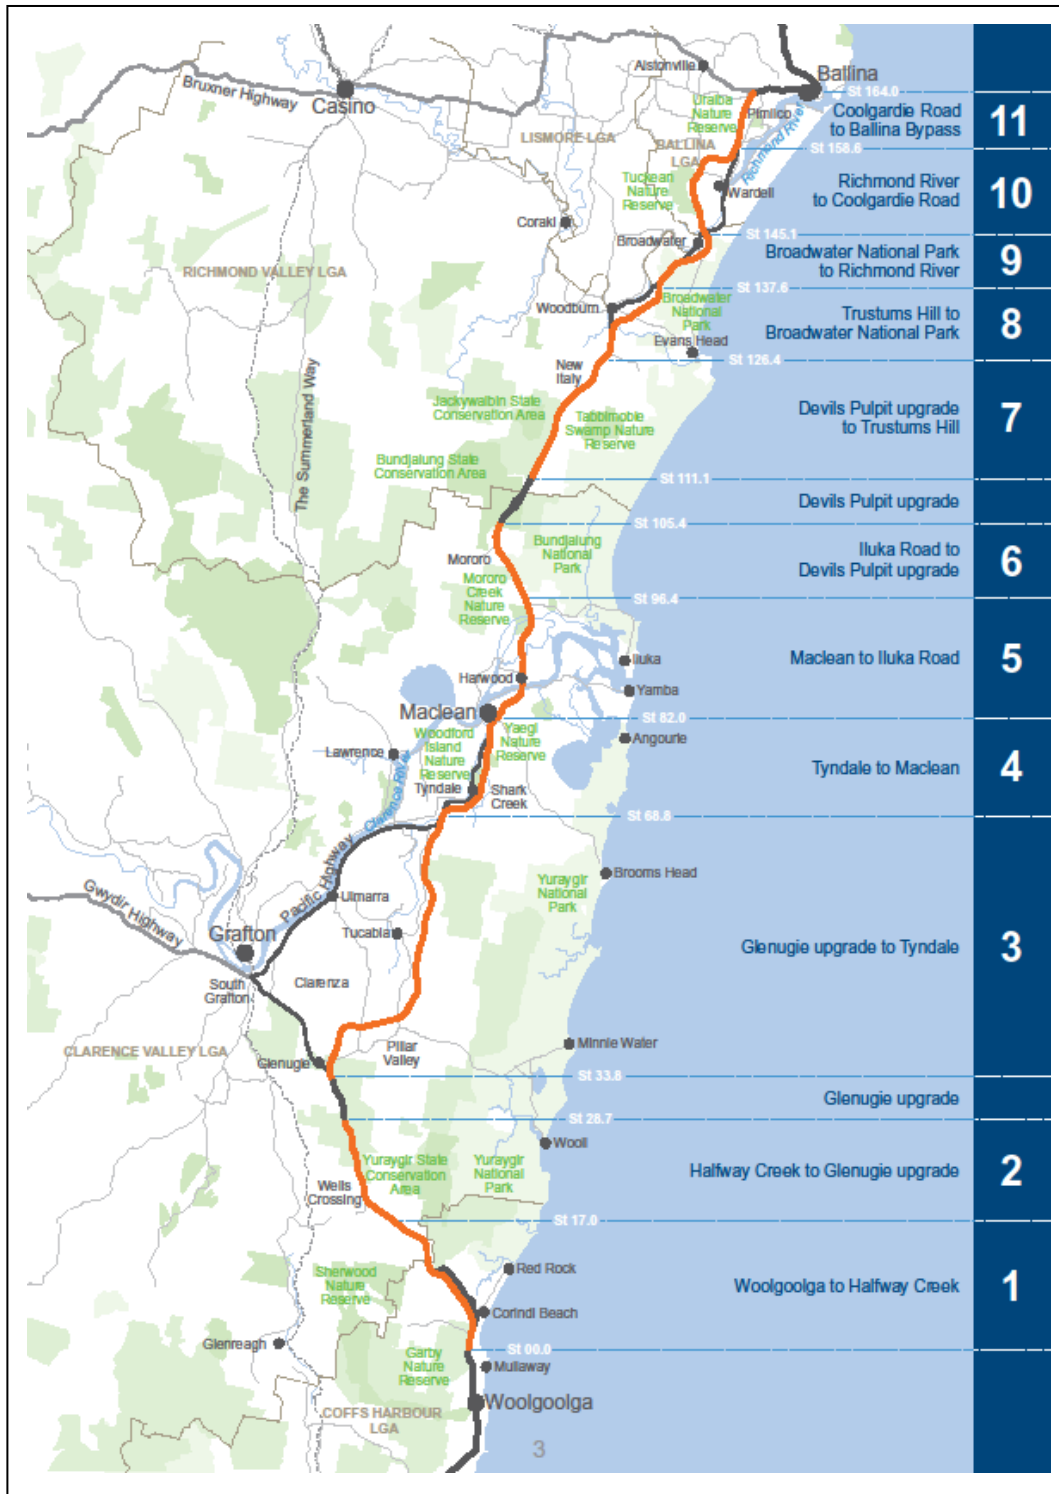 Alstonville
Ballina
St 164.0
Bruxner Highway
Casino
Uralba
Nature
Reserve
Pimlico
Coolgardie Road
to Ballina Bypass
11
LISMORE LGA
BALLINA
LGA
Richmond River
St 158.6
Tuckean
Nature
Reserve
Wardell
Richmond River
to Coolgardie Road
10
Coraki
Broadwater
St 145.1
Broadwater National Park
to Richmond River
9
RICHMOND VALLEY LGA
St 137.6
Woodburn
Broadwater
National
Park
Trustums Hill to
Broadwater National Park
8
Evans Head
St 126.4
New
Italy
The Summerland Way
Jackywalbin State
Conservation Area
Tabbimoble
Swamp Nature
Reserve
Devils Pulpit upgrade
to Trustums Hill
7
Bundjalung State
Conservation Area
St 111.1
Devils Pulpit upgrade
St 105.4
Bundjalung
National
Park
Mororo
Iluka Road to
Devils Pulpit upgrade
6
Mororo
Creek
Nature
Reserve
St 96.4
Iluka
Harwood
Yamba
Maclean to Iluka Road
5
Maclean
St 82.0
Woodford
Island
Nature
Reserve
Yaegl
Nature
Reserve
Angourie
Lawrence
Clarence River
Tyndale
Shark
Creek
Tyndale to Maclean
4
St 68.8
Pacific Highway
Brooms Head
Yuraygir
National
Park
Gwydir Highway
Ulmarra
Grafton
Tucabia
Glenugie upgrade to Tyndale
3
South
Grafton
Clarenza
CLARENCE VALLEY LGA
Glenugie
Pillar
Valley
Minnie Water
St 33.8
Glenugie upgrade
St 28.7
Wooli
Yuraygir State
Conservation
Area
Yuraygir
National
Park
Halfway Creek to Glenugie upgrade
2
Wells
Crossing
St 17.0
Sherwood
Nature
Reserve
Red Rock
Woolgoolga to Halfway Creek
1
Corindi Beach
Glenreagh
St 00.0
Garby
Nature
Reserve
Mullaway
Woolgoolga
COFFS HARBOUR
LGA
3